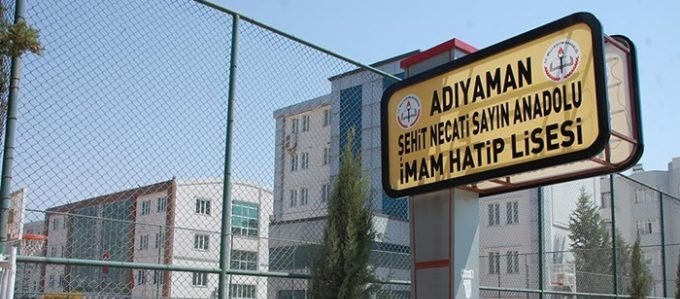 ADIYAMAN
ŞEHİT NECATİ SAYIN ANADOLU
İMAM HATİP LİSESİ